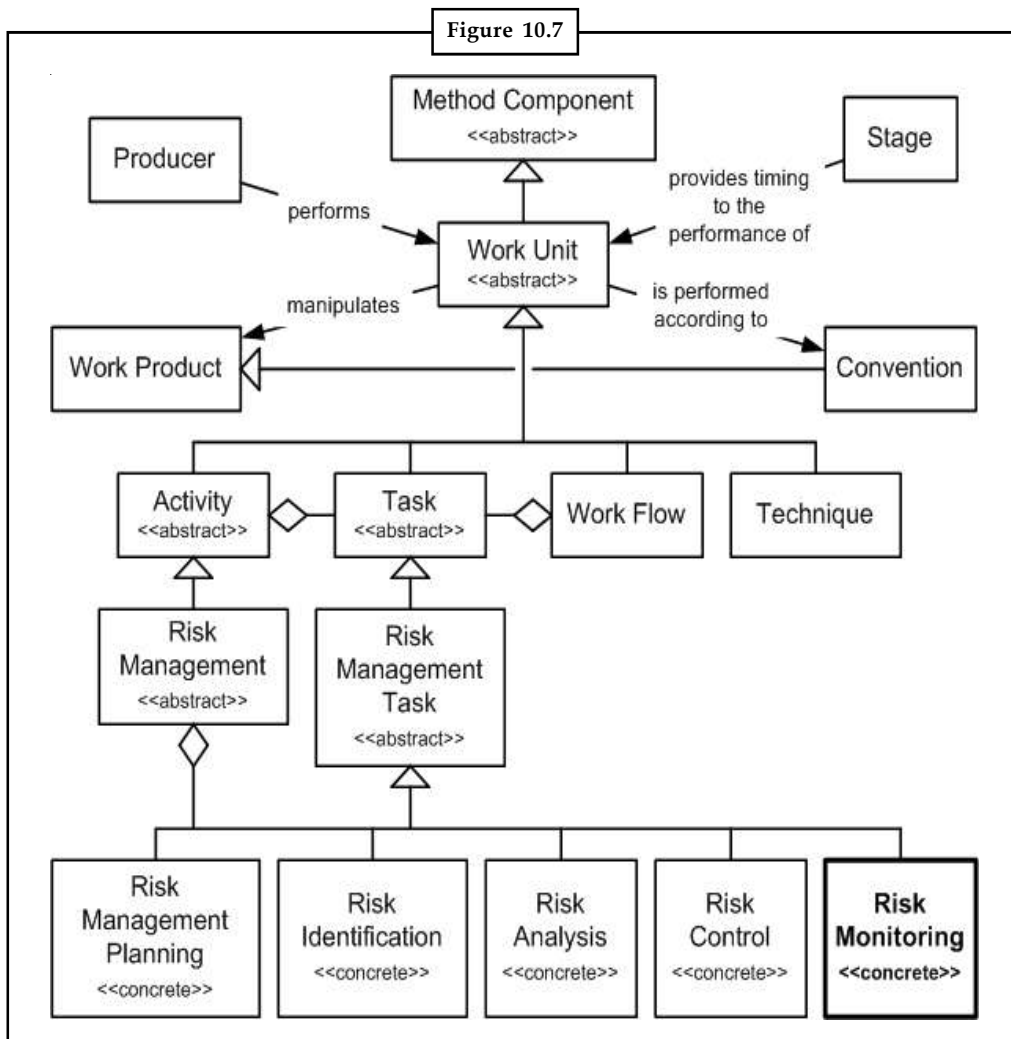 Figure 10.7
Method Component
<<abstract>>
Producer
Stage
performs
provides timing
to the
performance of
Work Unit
<<abstract>>
manipulates
is performed
according to
Work Product
Convention
Activity
<<abstract>>
Task
<<abstract>>
Work Flow
Technique
Risk
Management
<<abstract>>
Risk
Management
Task
<<abstract>>
Risk
Management
Planning
<<concrete>>
Risk
Identification
<<concrete>>
Risk
Analysis
<<concrete>>
Risk
Control
<<concrete>>
Risk
Monitoring
<<concrete>>